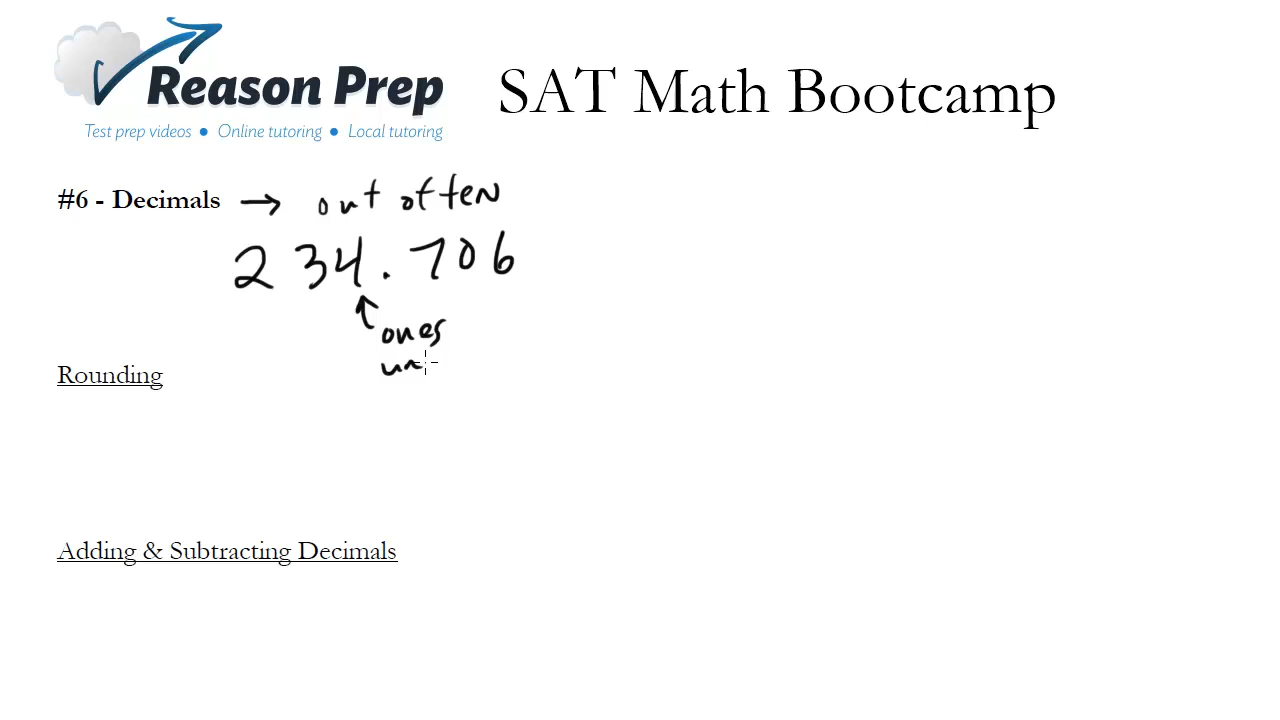 Reason Prep
Test prep videos ● Online tutoring ● Local tutoring
SAT Math Bootcamp
#6 - Decimals → out of ten
234.706
ones
Rounding
Adding & Subtracting Decimals